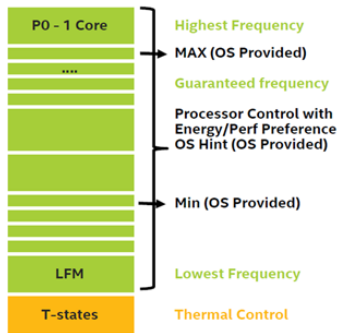 P0 - 1 Core
Highest Frequency
MAX (OS Provided)
....
Guaranteed frequency
Processor Control with
Energy/Perf Preference
OS Hint (OS Provided)
Min (OS Provided)
LFM
Lowest Frequency
T-states
Thermal Control